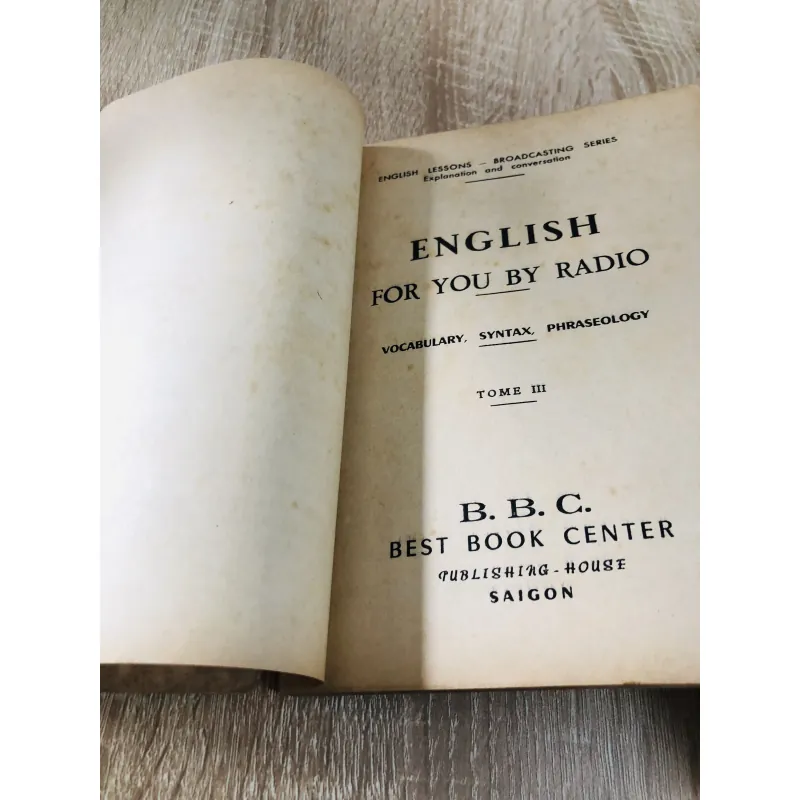 ENGLISH LESSONS — BROADCASTING SERIES
Explanation and conversation
ENGLISH
FOR YOU BY RADIO
VOCABULARY, SYNTAX, PHRASEOLOGY
TOME III
B. B. C.
BEST BOOK CENTER
PUBLISHING - HOUSE
SAIGON